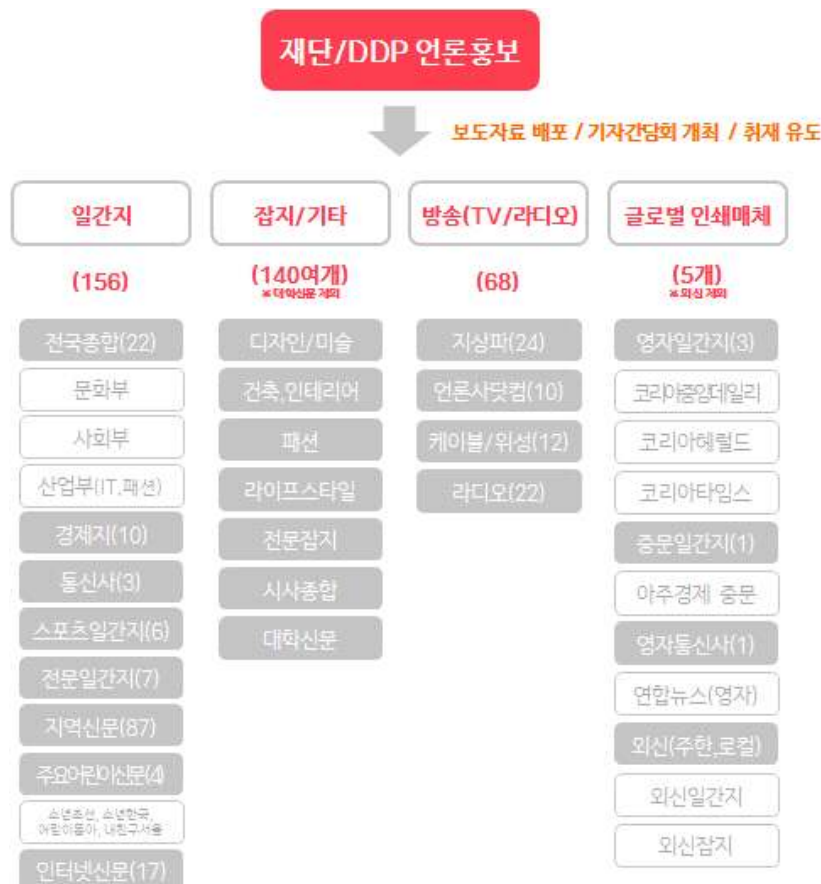 재단/DDP 언론홍보
보도자료 배포 / 기자간담회 개최 / 취재 유도
일간지
(156)
전국종합(22)
문화부
사회부
산업부(IT,패션)
경제지(10)
통신사(3)
스포츠일간지(6)
전문일간지(7)
지역신문(87)
주요어린이신문(4)
소년조선, 소년한국,
어린이동아, 내친구서울
인터넷신문(17)
잡지/기타
(140여개)
※대학신문 제외
디자인/미술
건축,인테리어
패션
라이프스타일
전문잡지
시사종합
대학신문
방송(TV/라디오)
(68)
지상파(24)
언론사닷컴(10)
케이블/위성(12)
라디오(22)
글로벌 인쇄매체
(5개)
※외신 제외
영자일간지(3)
코리아중앙데일리
코리아헤럴드
코리아타임스
중문일간지(1)
아주경제 중문
영자통신사(1)
연합뉴스(영자)
외신(주한,로컬)
외신일간지
외신잡지